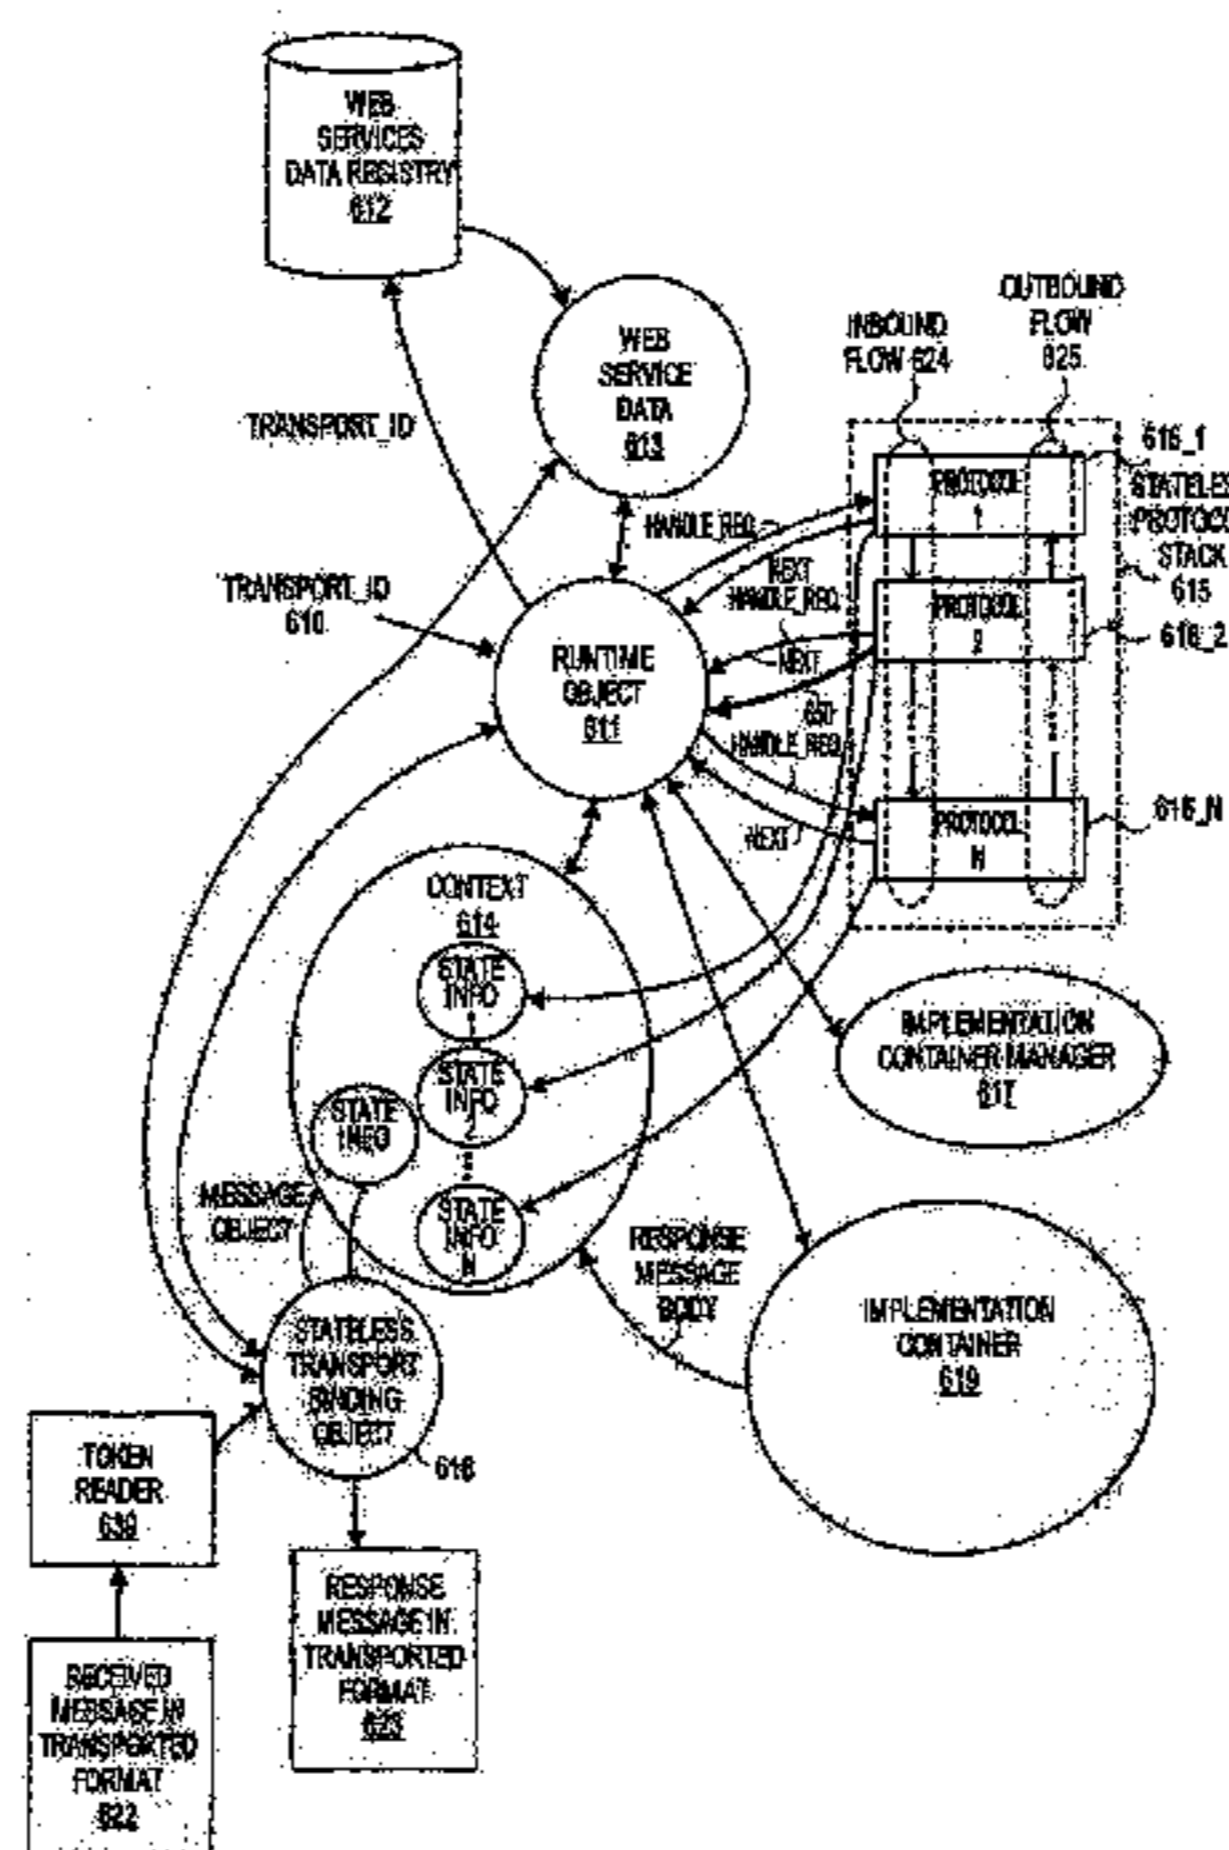 WEB
SERVICES
DATA REGISTRY
612
WEB
SERVICE
DATA
613
TRANSPORT_ID
INBOUND
FLOW 624
OUTBOUND
FLOW
625
616_1
STATELES
PROTOCO
STACK
615
PROTOCOL
1
HANDLE_REQ
NEXT
HANDLE_REQ
TRANSPORT_ID
610
RUNTIME
OBJECT
611
PROTOCOL
2
616_2
NEXT
650
HANDLE_REQ
NEXT
PROTOCOL
N
616_N
CONTEXT
614
STATE
INFO
1
STATE
INFO
2
STATE
INFO
STATE
INFO
N
IMPLEMENTATION
CONTAINER MANAGER
617
MESSAGE
OBJECT
RESPONSE
MESSAGE
BODY
IMPLEMENTATION
CONTAINER
619
STATELESS
TRANSPORT
BINDING
OBJECT
618
TOKEN
READER
630
RESPONSE
MESSAGE IN
TRANSPORTED
FORMAT
623
RECEIVED
MESSAGE IN
TRANSPORTED
FORMAT
622